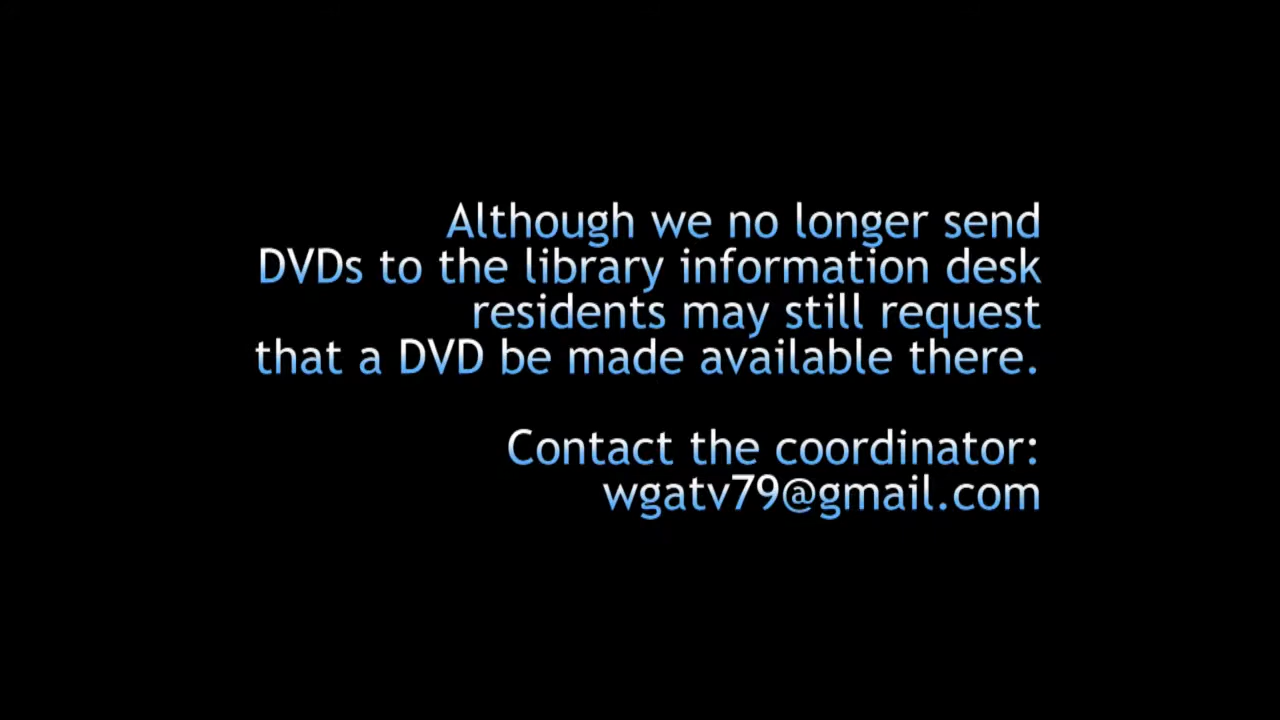 Although we no longer send
DVDs to the library information desk
residents may still request
that a DVD be made available there.
Contact the coordinator:
wgatv79@gmail.com